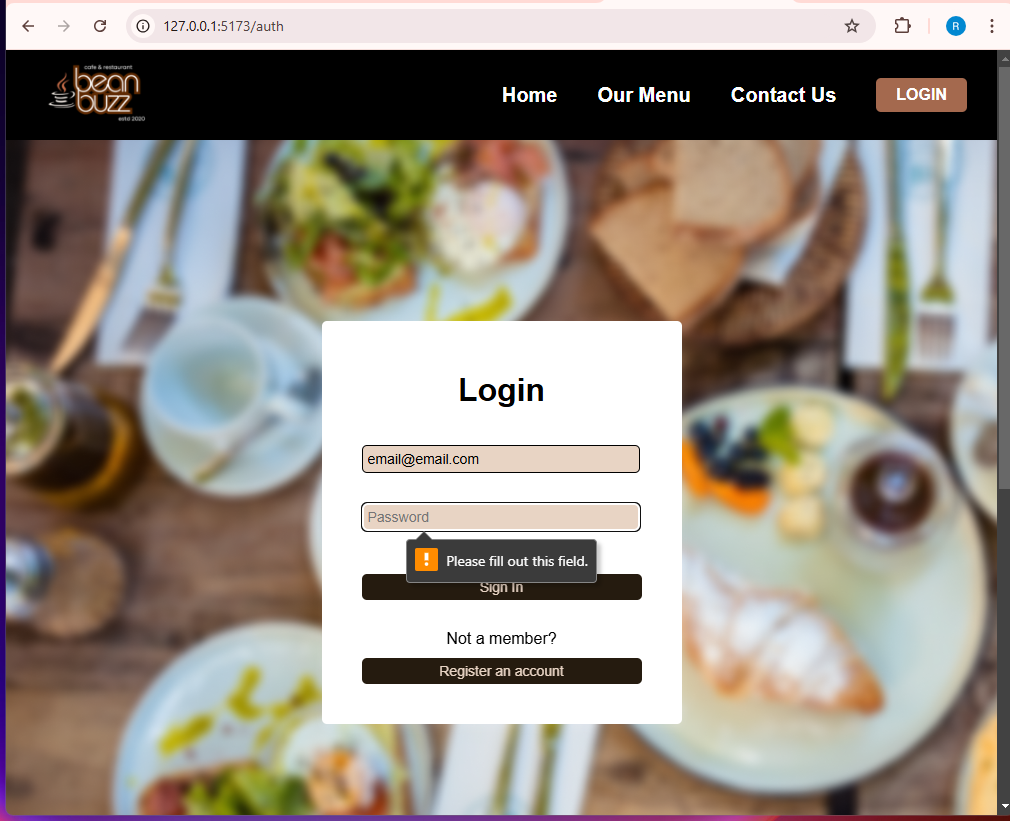 127.0.0.1:5173/auth
R
cafe & restaurant
bean
buzz
estd 2020
Home
Our Menu
Contact Us
LOGIN
Login
email@email.com
Password
Please fill out this field.
Sign In
Not a member?
Register an account